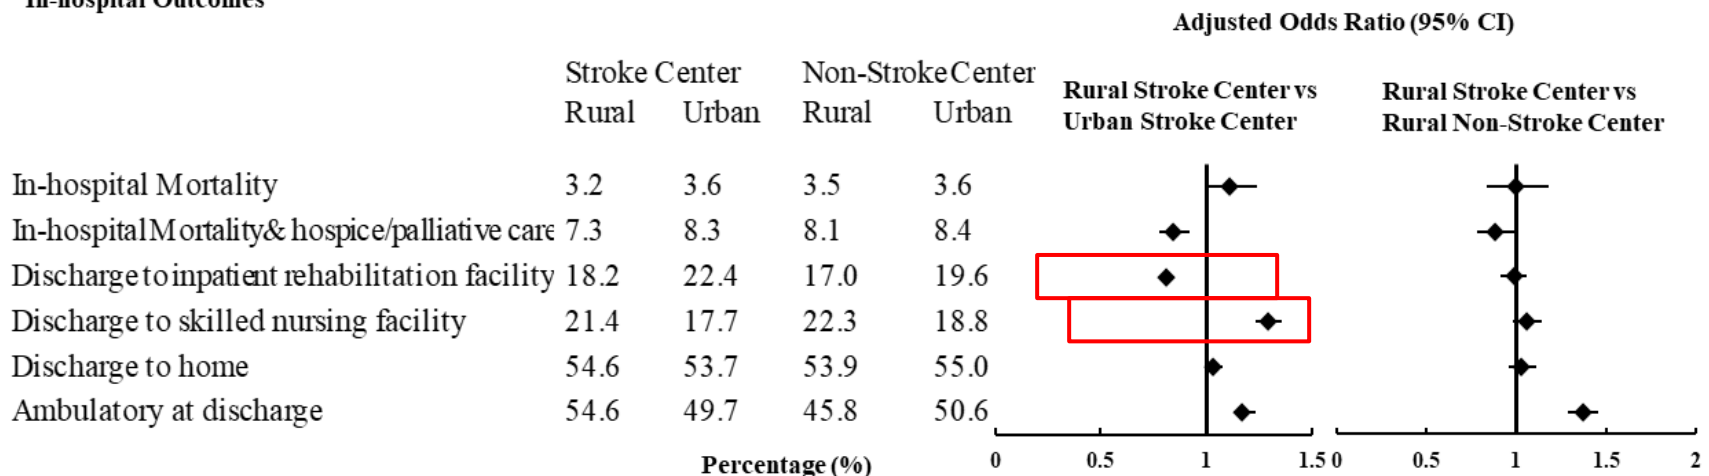 In-hospital Outcomes
Adjusted Odds Ratio (95% CI)
Stroke Center Non-Stroke Center
Rural Urban Rural Urban
Rural Stroke Center vs
Urban Stroke Center
Rural Stroke Center vs
Rural Non-Stroke Center
In-hospital Mortality 3.2 3.6 3.5 3.6
In-hospital Mortality& hospice/palliative care 7.3 8.3 8.1 8.4
Discharge to inpatient rehabilitation facility 18.2 22.4 17.0 19.6
Discharge to skilled nursing facility 21.4 17.7 22.3 18.8
Discharge to home 54.6 53.7 53.9 55.0
Ambulatory at discharge 54.6 49.7 45.8 50.6
Percentage (%)
0 0.5 1 1.5 0 0.5 1 1.5 2